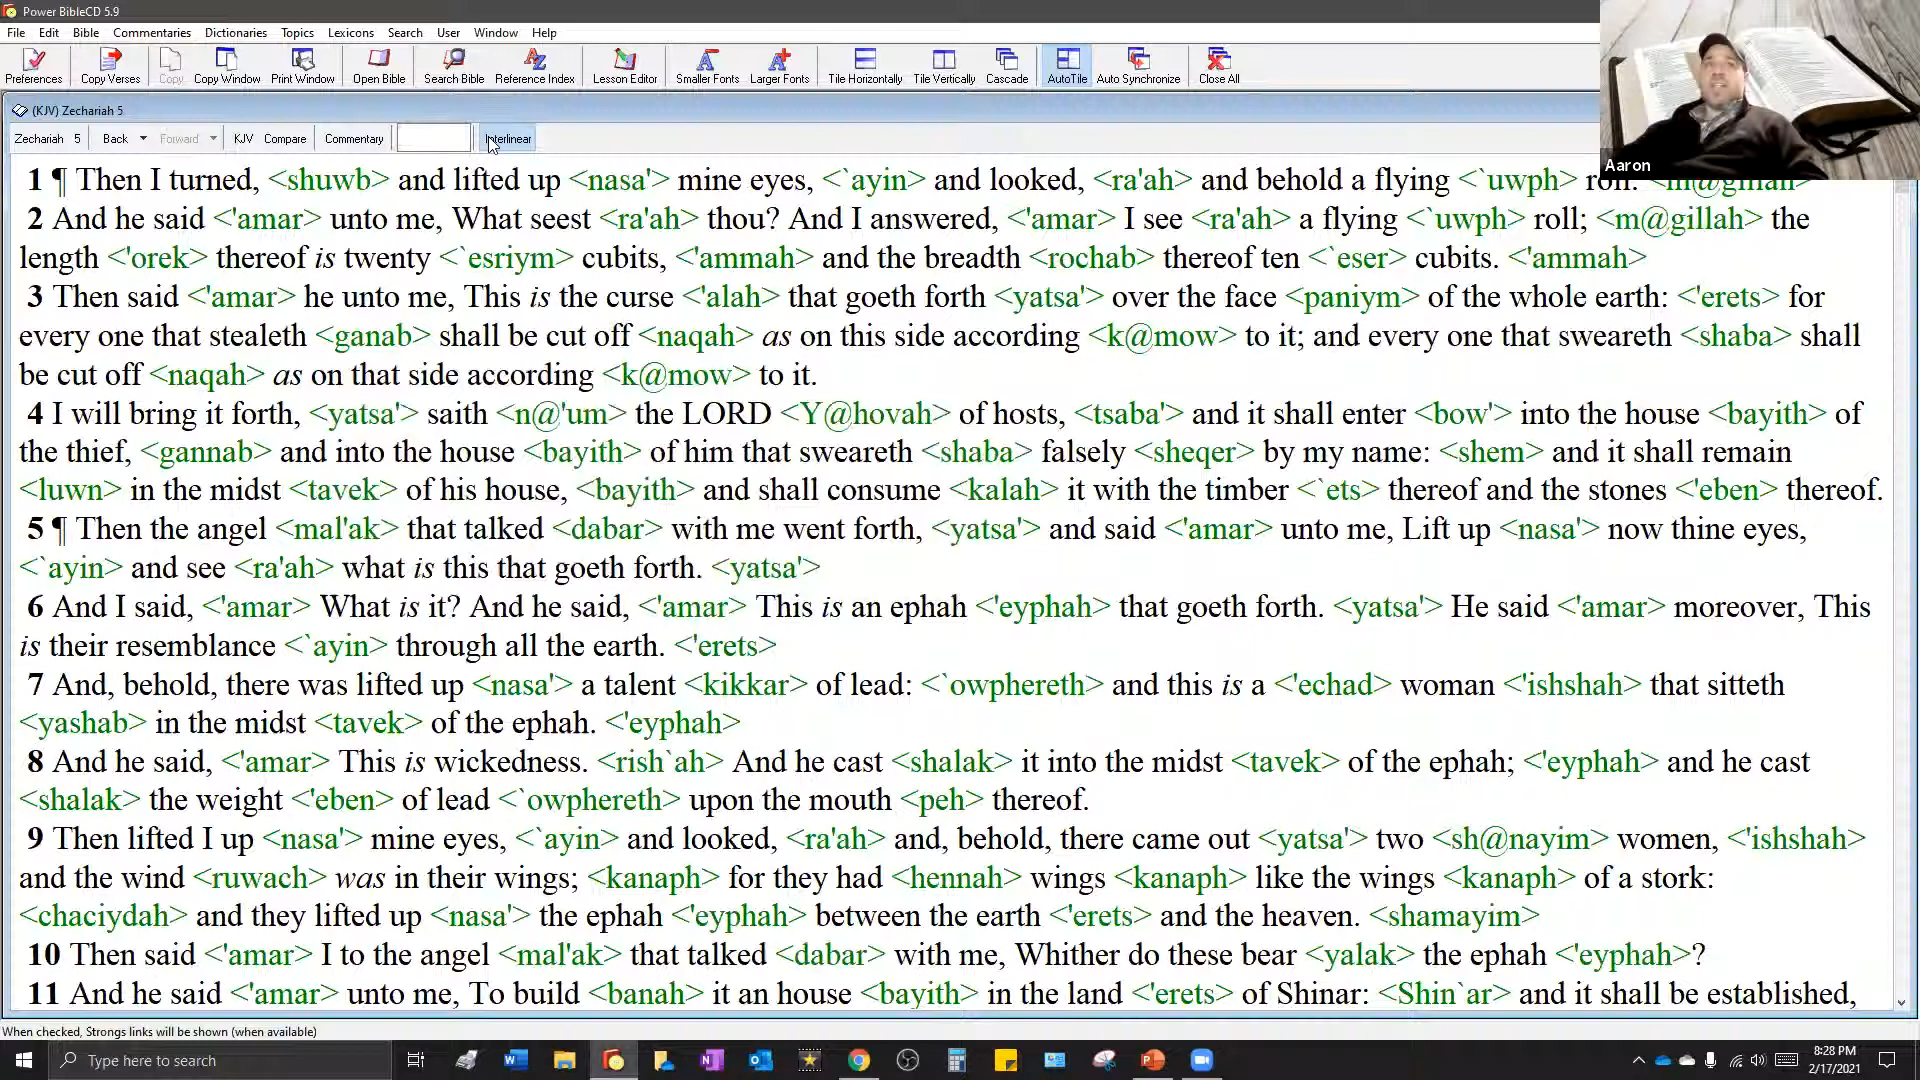 Power BibleCD 5.9
File Edit Bible Commentaries Dictionaries Topics Lexicons Search User Window Help
Preferences Copy Verses Copy Copy Window Print Window Open Bible Search Bible Reference Index Lesson Editor Smaller Fonts Larger Fonts Tile Horizontally Tile Vertically Cascade AutoTile Auto Synchronize Close All
(KJV) Zechariah 5
Zechariah 5 Back Forward KJV Compare Commentary Interlinear
Aaron
1 ¶ Then I turned, <shuwb> and lifted up <nasa'> mine eyes, <`ayin> and looked, <ra'ah> and behold a flying <`uwph> roll. <m@gillah>
2 And he said <'amar> unto me, What seest <ra'ah> thou? And I answered, <'amar> I see <ra'ah> a flying <`uwph> roll; <m@gillah> the
length <'orek> thereof is twenty <`esriym> cubits, <'ammah> and the breadth <rochab> thereof ten <`eser> cubits. <'ammah>
3 Then said <'amar> he unto me, This is the curse <'alah> that goeth forth <yatsa'> over the face <paniym> of the whole earth: <'erets> for
every one that stealeth <ganab> shall be cut off <naqah> as on this side according <k@mow> to it; and every one that sweareth <shaba> shall
be cut off <naqah> as on that side according <k@mow> to it.
4 I will bring it forth, <yatsa'> saith <n@'um> the LORD <Y@hovah> of hosts, <tsaba'> and it shall enter <bow'> into the house <bayith> of
the thief, <gannab> and into the house <bayith> of him that sweareth <shaba> falsely <sheqer> by my name: <shem> and it shall remain
<luwn> in the midst <tavek> of his house, <bayith> and shall consume <kalah> it with the timber <`ets> thereof and the stones <'eben> thereof.
5 ¶ Then the angel <mal'ak> that talked <dabar> with me went forth, <yatsa'> and said <'amar> unto me, Lift up <nasa'> now thine eyes,
<`ayin> and see <ra'ah> what is this that goeth forth. <yatsa'>
6 And I said, <'amar> What is it? And he said, <'amar> This is an ephah <'eyphah> that goeth forth. <yatsa'> He said <'amar> moreover, This
is their resemblance <`ayin> through all the earth. <'erets>
7 And, behold, there was lifted up <nasa'> a talent <kikkar> of lead: <`owphereth> and this is a <'echad> woman <'ishshah> that sitteth
<yashab> in the midst <tavek> of the ephah. <'eyphah>
8 And he said, <'amar> This is wickedness. <rish`ah> And he cast <shalak> it into the midst <tavek> of the ephah; <'eyphah> and he cast
<shalak> the weight <'eben> of lead <`owphereth> upon the mouth <peh> thereof.
9 Then lifted I up <nasa'> mine eyes, <`ayin> and looked, <ra'ah> and, behold, there came out <yatsa'> two <sh@nayim> women, <'ishshah>
and the wind <ruwach> was in their wings; <kanaph> for they had <hennah> wings <kanaph> like the wings <kanaph> of a stork:
<chaciydah> and they lifted up <nasa'> the ephah <'eyphah> between the earth <'erets> and the heaven. <shamayim>
10 Then said <'amar> I to the angel <mal'ak> that talked <dabar> with me, Whither do these bear <yalak> the ephah <'eyphah>?
11 And he said <'amar> unto me, To build <banah> it an house <bayith> in the land <'erets> of Shinar: <Shin`ar> and it shall be established,
When checked, Strongs links will be shown (when available)
Type here to search
8:28 PM
2/17/2021